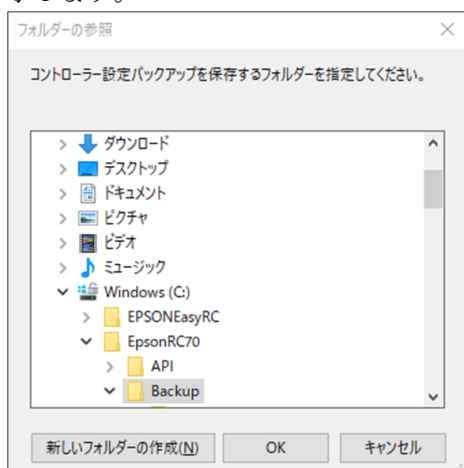 フォルダーの参照
コントローラー設定バックアップを保存するフォルダーを指定してください。
ダウンロード
デスクトップ
ドキュメント
ピクチャ
ビデオ
ミュージック
Windows (C:)
EPSONEasyRC
EpsonRC70
API
Backup
新しいフォルダーの作成(N)
OK
キャンセル